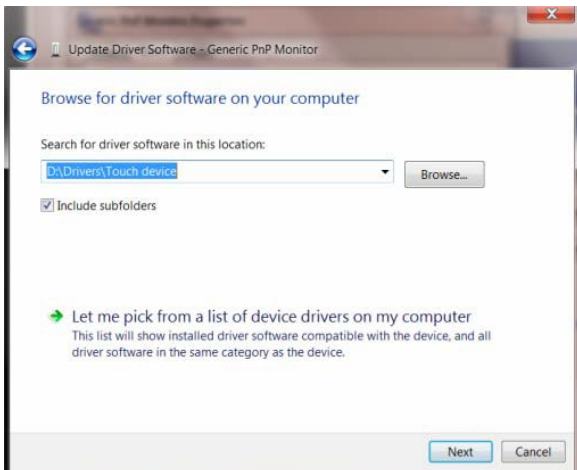 Update Driver Software - Generic PnP Monitor
Browse for driver software on your computer
Search for driver software in this location:
D:\Drivers\Touch device
Browse...
Include subfolders
Let me pick from a list of device drivers on my computer
This list will show installed driver software compatible with the device, and all
driver software in the same category as the device.
Next
Cancel